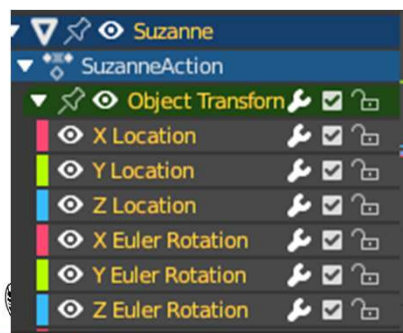 Suzanne
SuzanneAction
Object Transform
X Location
Y Location
Z Location
X Euler Rotation
Y Euler Rotation
Z Euler Rotation